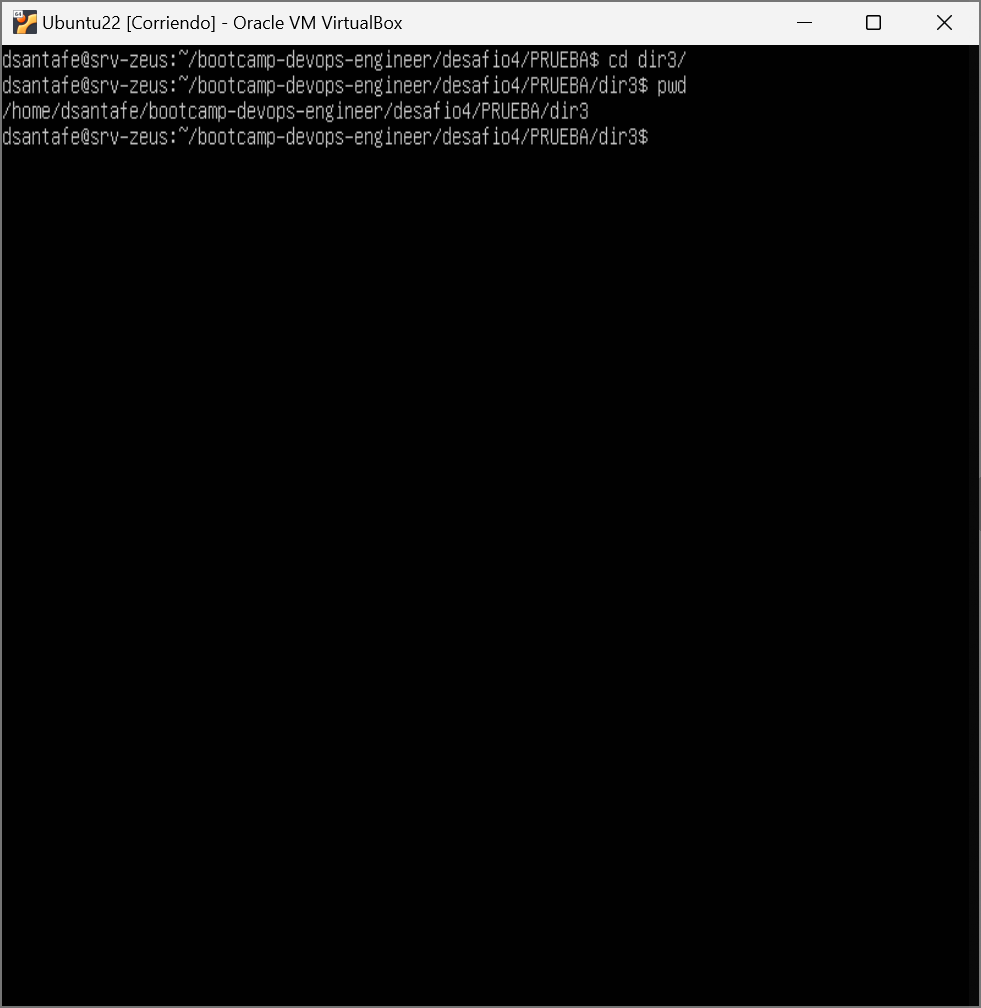 Ubuntu22 [Corriendo] - Oracle VM VirtualBox
dsantafe@srv-zeus:~/bootcamp-devops-engineer/desafio4/PRUEBA$ cd dir3/
dsantafe@srv-zeus:~/bootcamp-devops-engineer/desafio4/PRUEBA/dir3$ pwd
/home/dsantafe/bootcamp-devops-engineer/desafio4/PRUEBA/dir3
dsantafe@srv-zeus:~/bootcamp-devops-engineer/desafio4/PRUEBA/dir3$